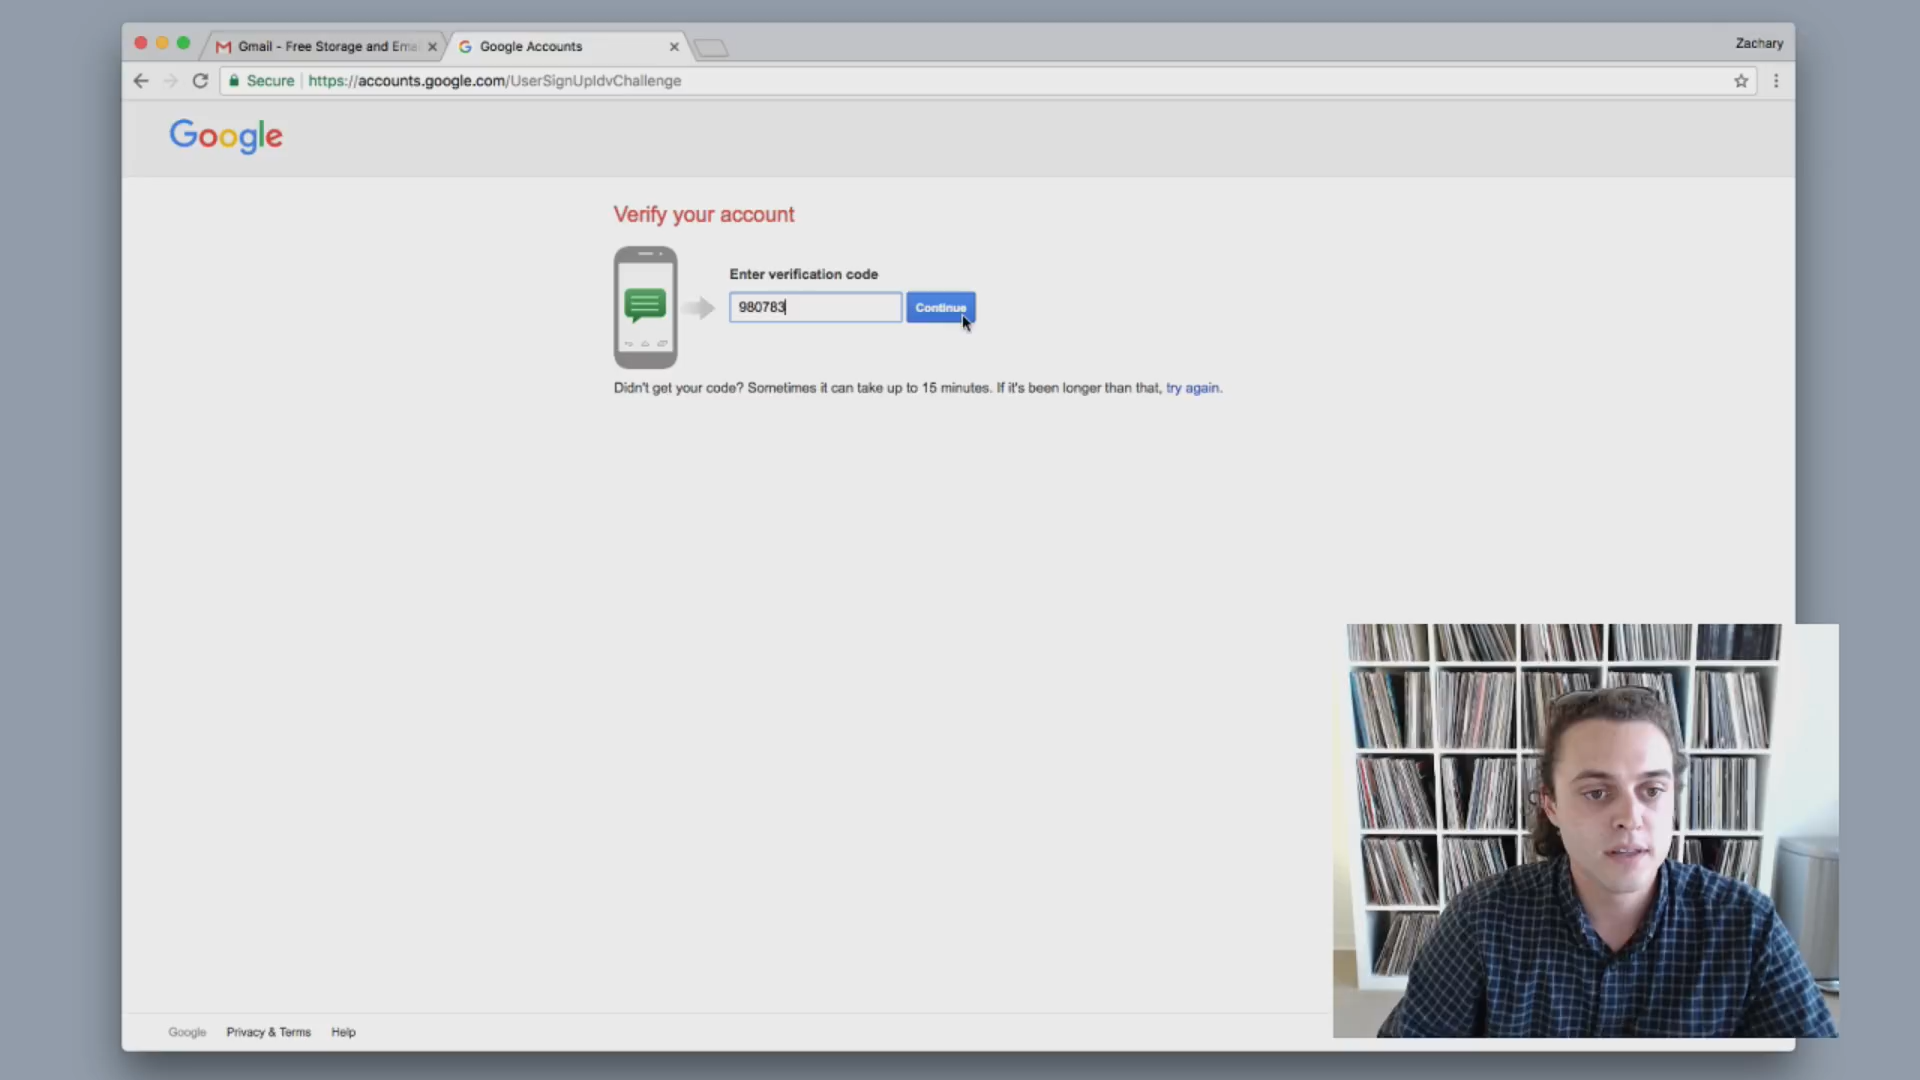 Gmail - Free Storage and Ema
Google Accounts
Zachary
Secure
https://accounts.google.com/UserSignUpIdvChallenge
Google
Verify your account
Enter verification code
980783
Continue
Didn't get your code? Sometimes it can take up to 15 minutes. If it's been longer than that, try again.
Google
Privacy & Terms
Help